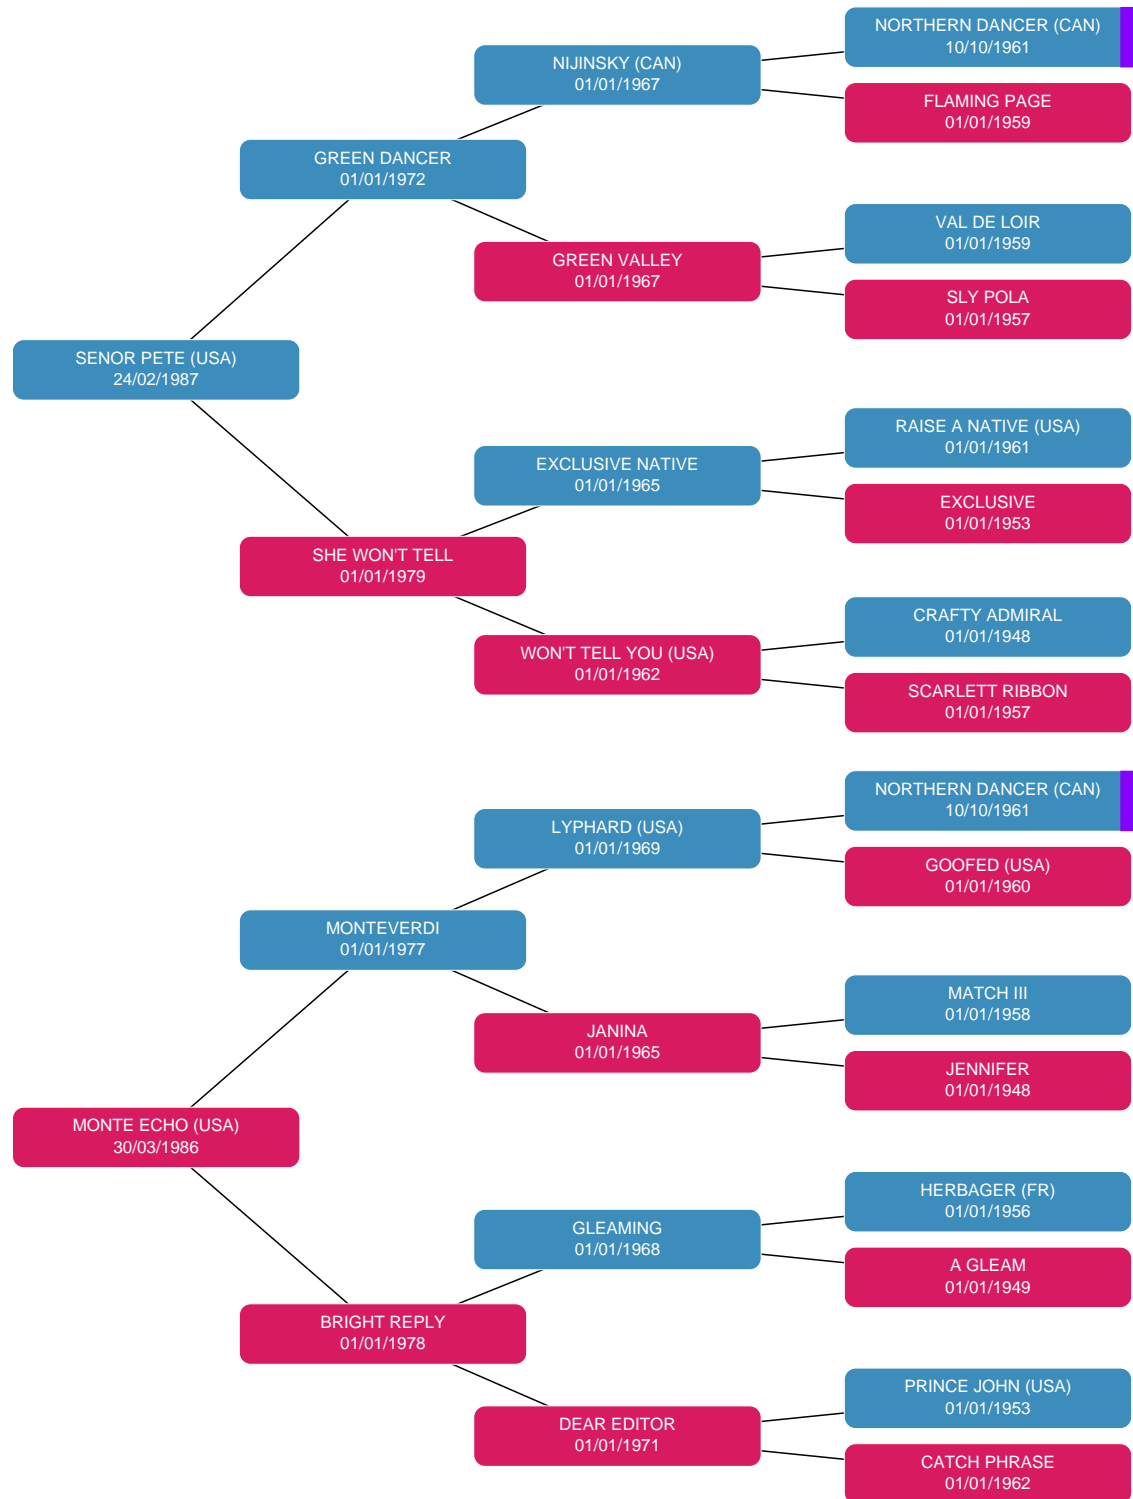 NORTHERN DANCER (CAN)
10/10/1961
NIJINSKY (CAN)
01/01/1967
FLAMING PAGE
01/01/1959
GREEN DANCER
01/01/1972
VAL DE LOIR
01/01/1959
GREEN VALLEY
01/01/1967
SLY POLA
01/01/1957
SENOR PETE (USA)
24/02/1987
RAISE A NATIVE (USA)
01/01/1961
EXCLUSIVE NATIVE
01/01/1965
EXCLUSIVE
01/01/1953
SHE WON'T TELL
01/01/1979
CRAFTY ADMIRAL
01/01/1948
WON'T TELL YOU (USA)
01/01/1962
SCARLETT RIBBON
01/01/1957
NORTHERN DANCER (CAN)
10/10/1961
LYPHARD (USA)
01/01/1969
GOOFED (USA)
01/01/1960
MONTEVERDI
01/01/1977
MATCH III
01/01/1958
JANINA
01/01/1965
JENNIFER
01/01/1948
MONTE ECHO (USA)
30/03/1986
HERBAGER (FR)
01/01/1956
GLEAMING
01/01/1968
A GLEAM
01/01/1949
BRIGHT REPLY
01/01/1978
PRINCE JOHN (USA)
01/01/1953
DEAR EDITOR
01/01/1971
CATCH PHRASE
01/01/1962